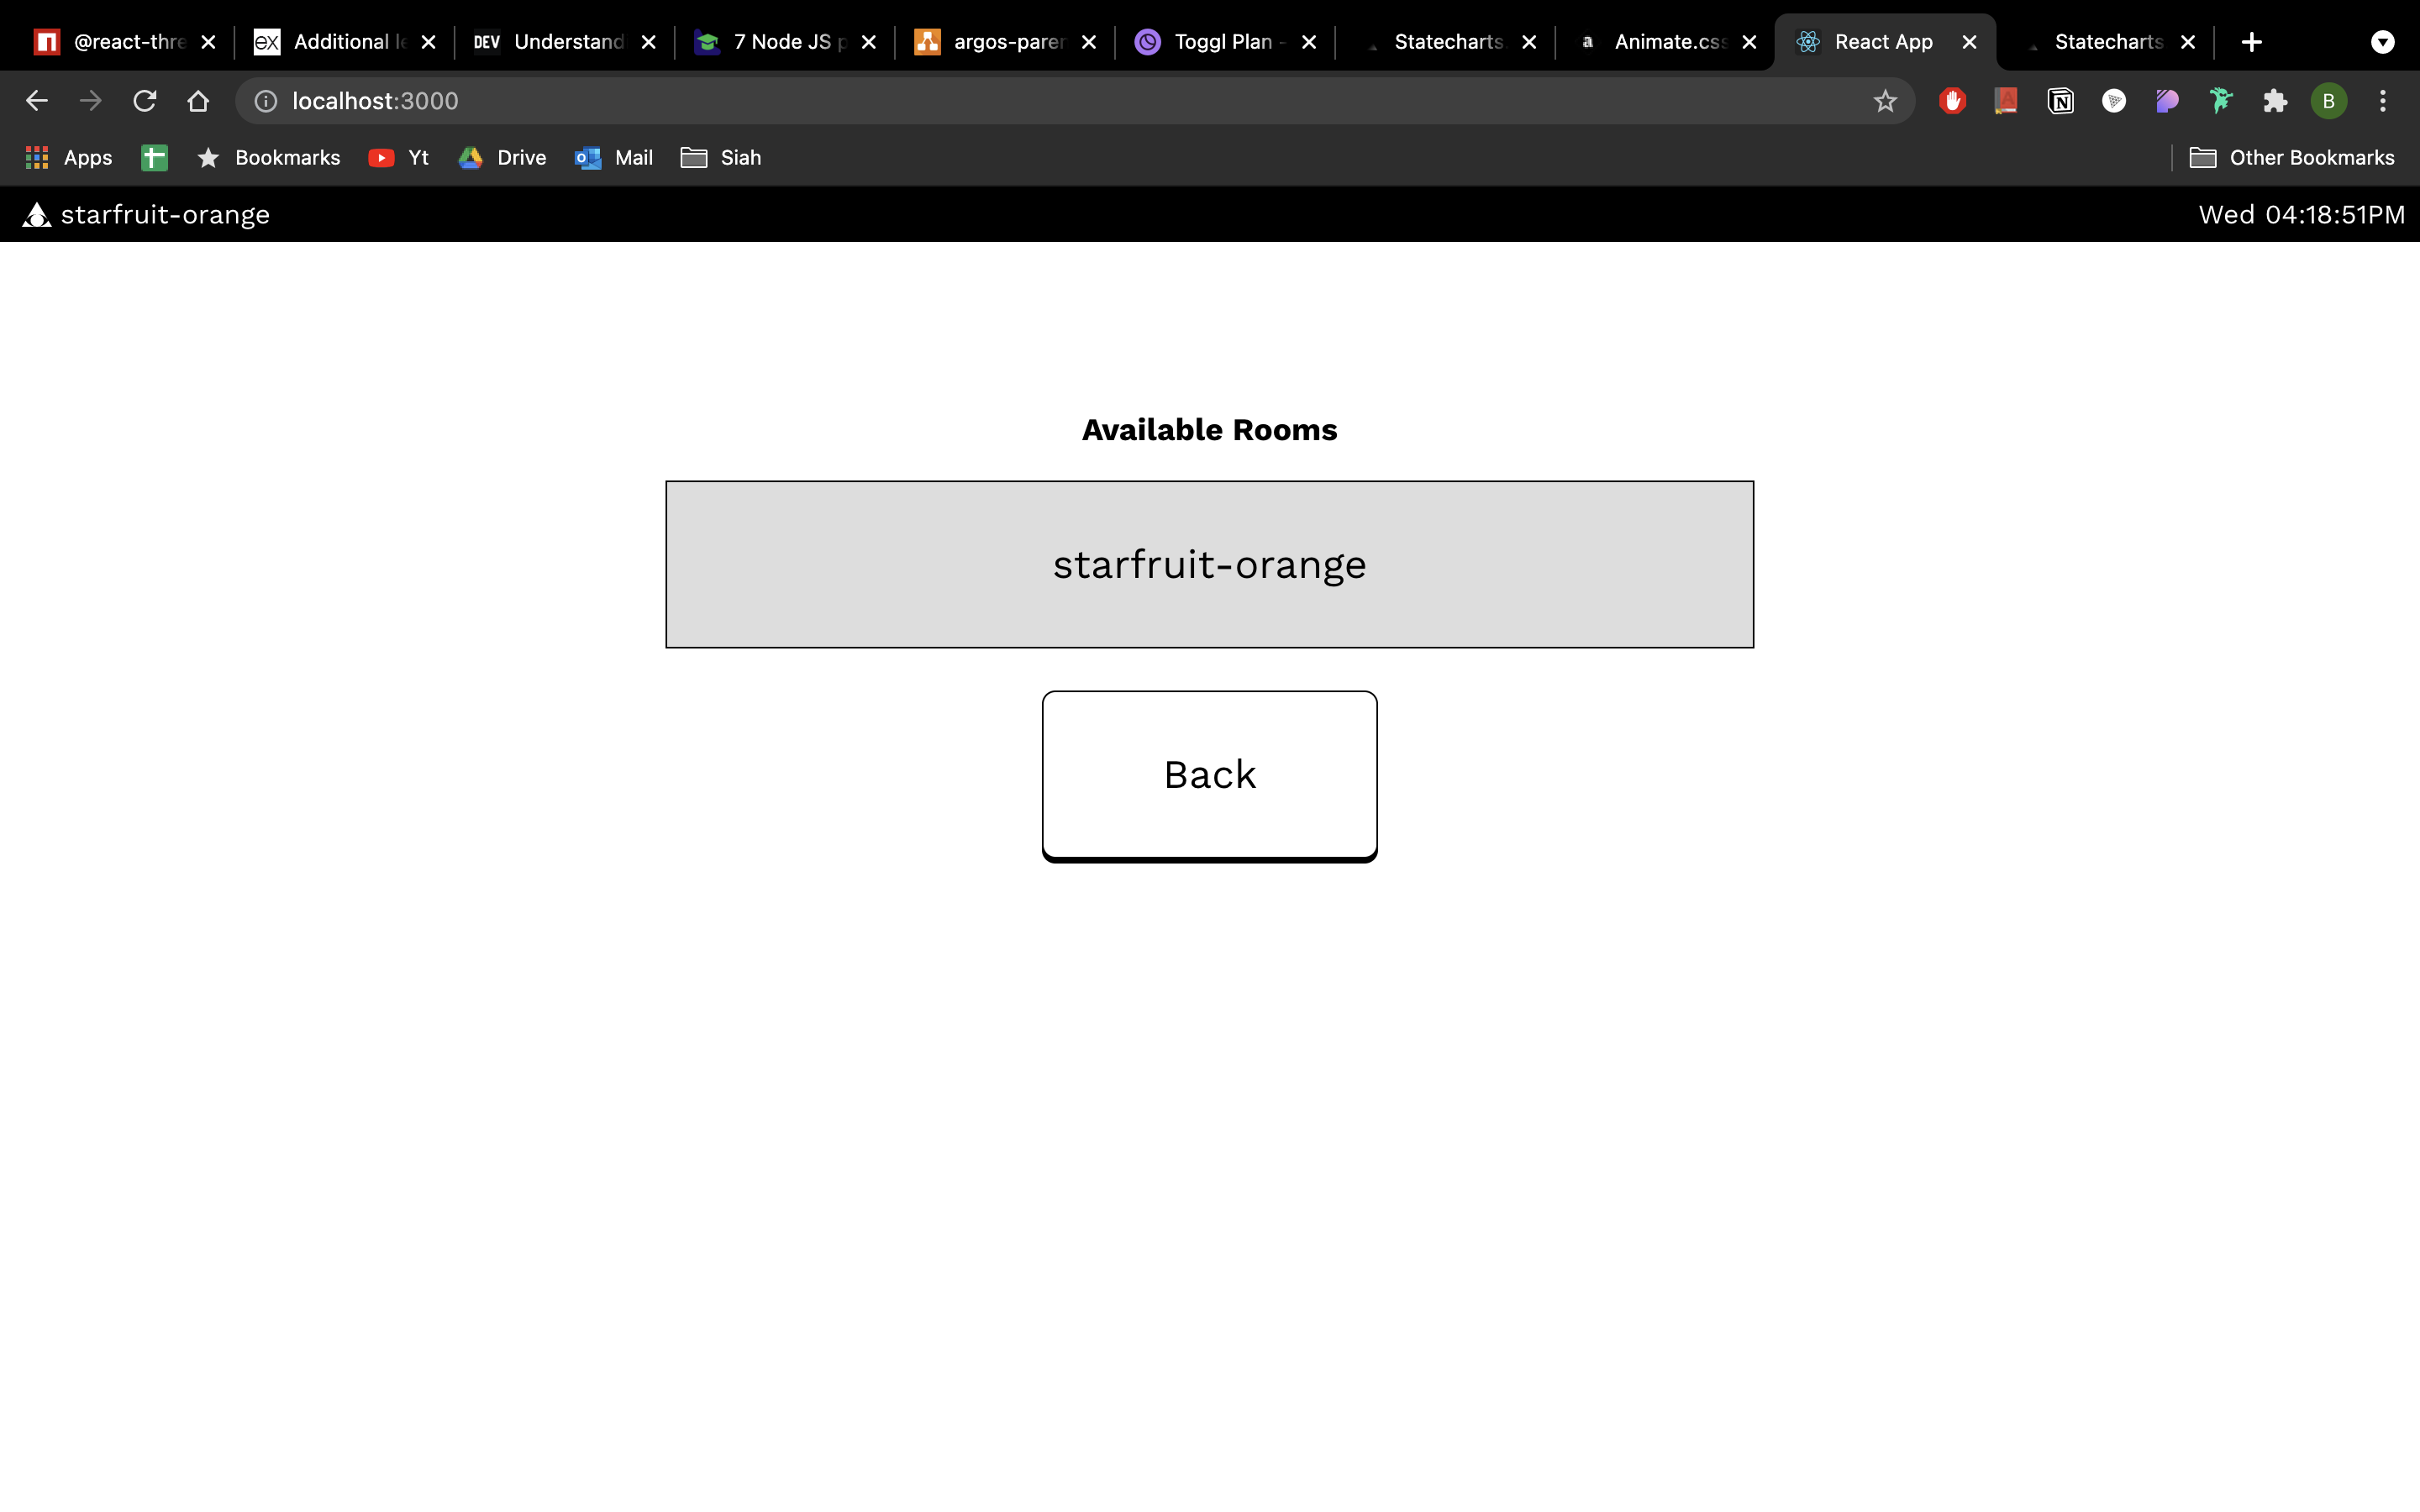 @react-thre Additional le DEV Understand 7 Node JS p argos-paren Toggl Plan - Statecharts Animate.css React App Statecharts
localhost:3000
Apps Bookmarks Yt Drive Mail Siah Other Bookmarks
starfruit-orange Wed 04:18:51PM
Available Rooms
starfruit-orange
Back